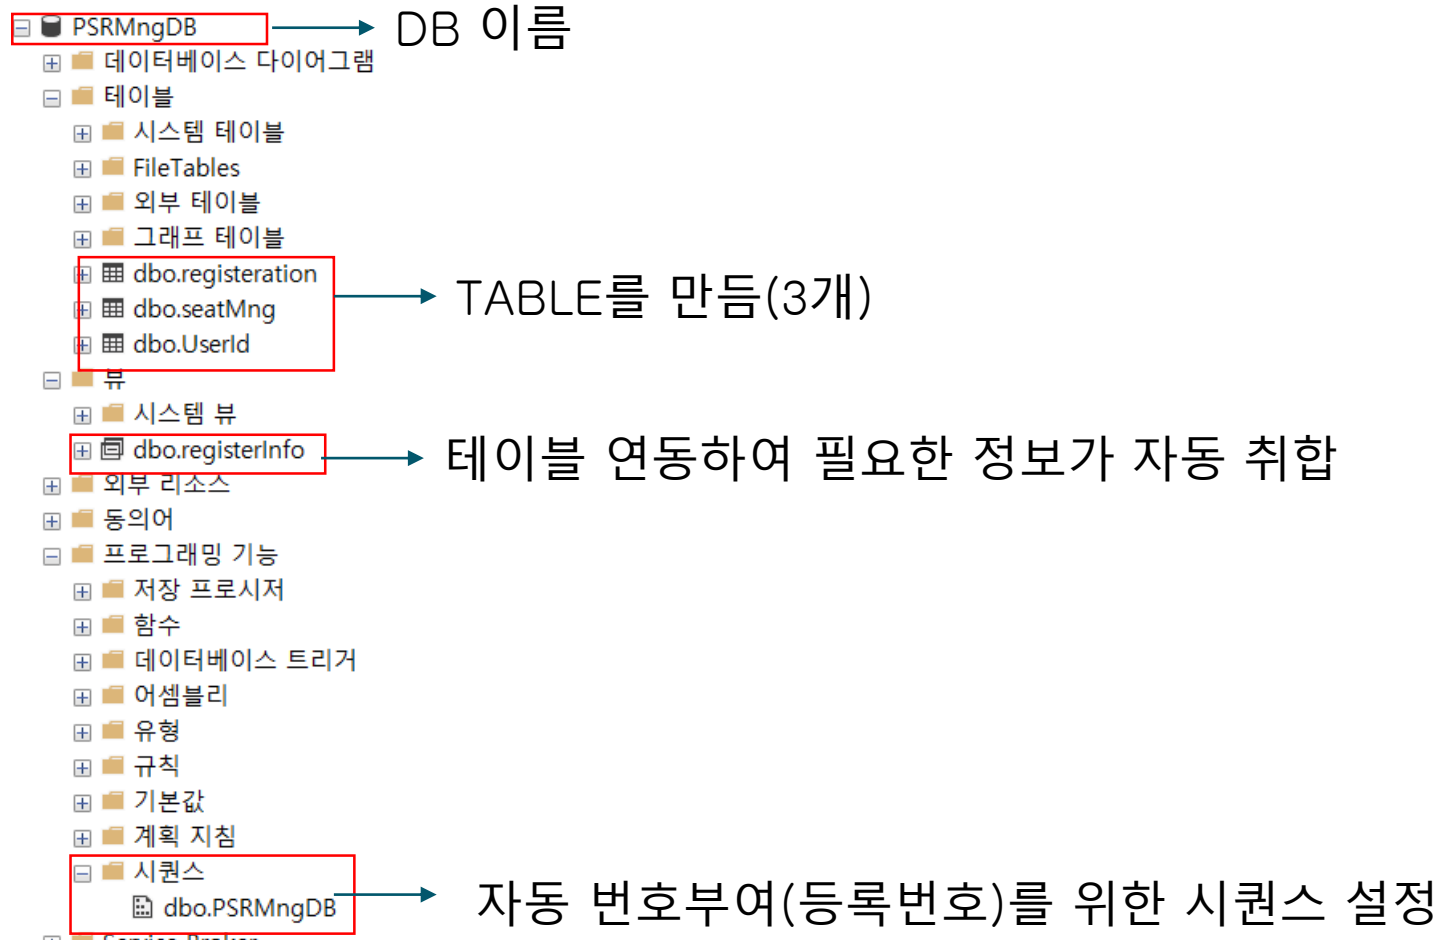 PSRMngDB
DB 이름
데이터베이스 다이어그램
테이블
시스템 테이블
FileTables
외부 테이블
그래프 테이블
dbo.registeration
dbo.seatMng
TABLE를 만듬(3개)
dbo.UserId
뷰
시스템 뷰
dbo.registerInfo
테이블 연동하여 필요한 정보가 자동 취합
외부 리소스
동의어
프로그래밍 기능
저장 프로시저
함수
데이터베이스 트리거
어셈블리
유형
규칙
기본값
계획 지침
시퀀스
dbo.PSRMngDB
자동 번호부여(등록번호)를 위한 시퀀스 설정
Service Broker